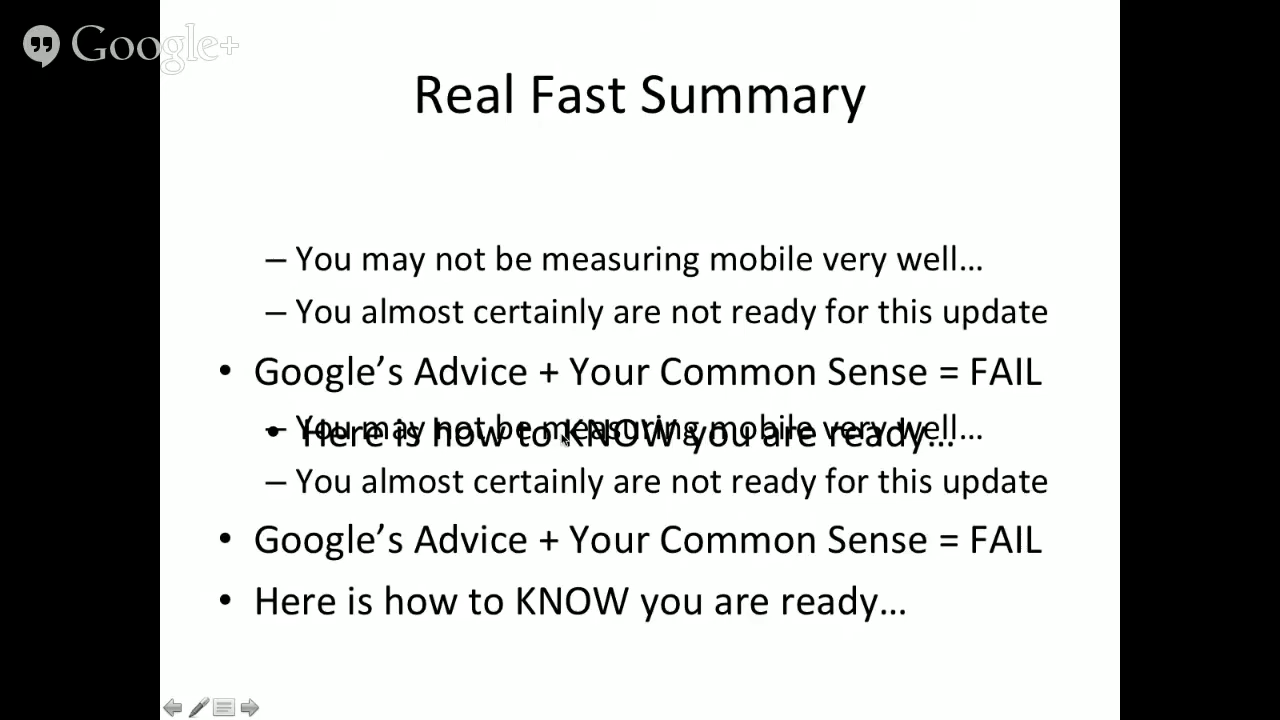 Google+
Real Fast Summary
– You may not be measuring mobile very well...
– You almost certainly are not ready for this update
• Google's Advice + Your Common Sense = FAIL
– You may not be measuring mobile very well...
• Here is how to KNOW you are ready...
– You almost certainly are not ready for this update
• Google's Advice + Your Common Sense = FAIL
• Here is how to KNOW you are ready...